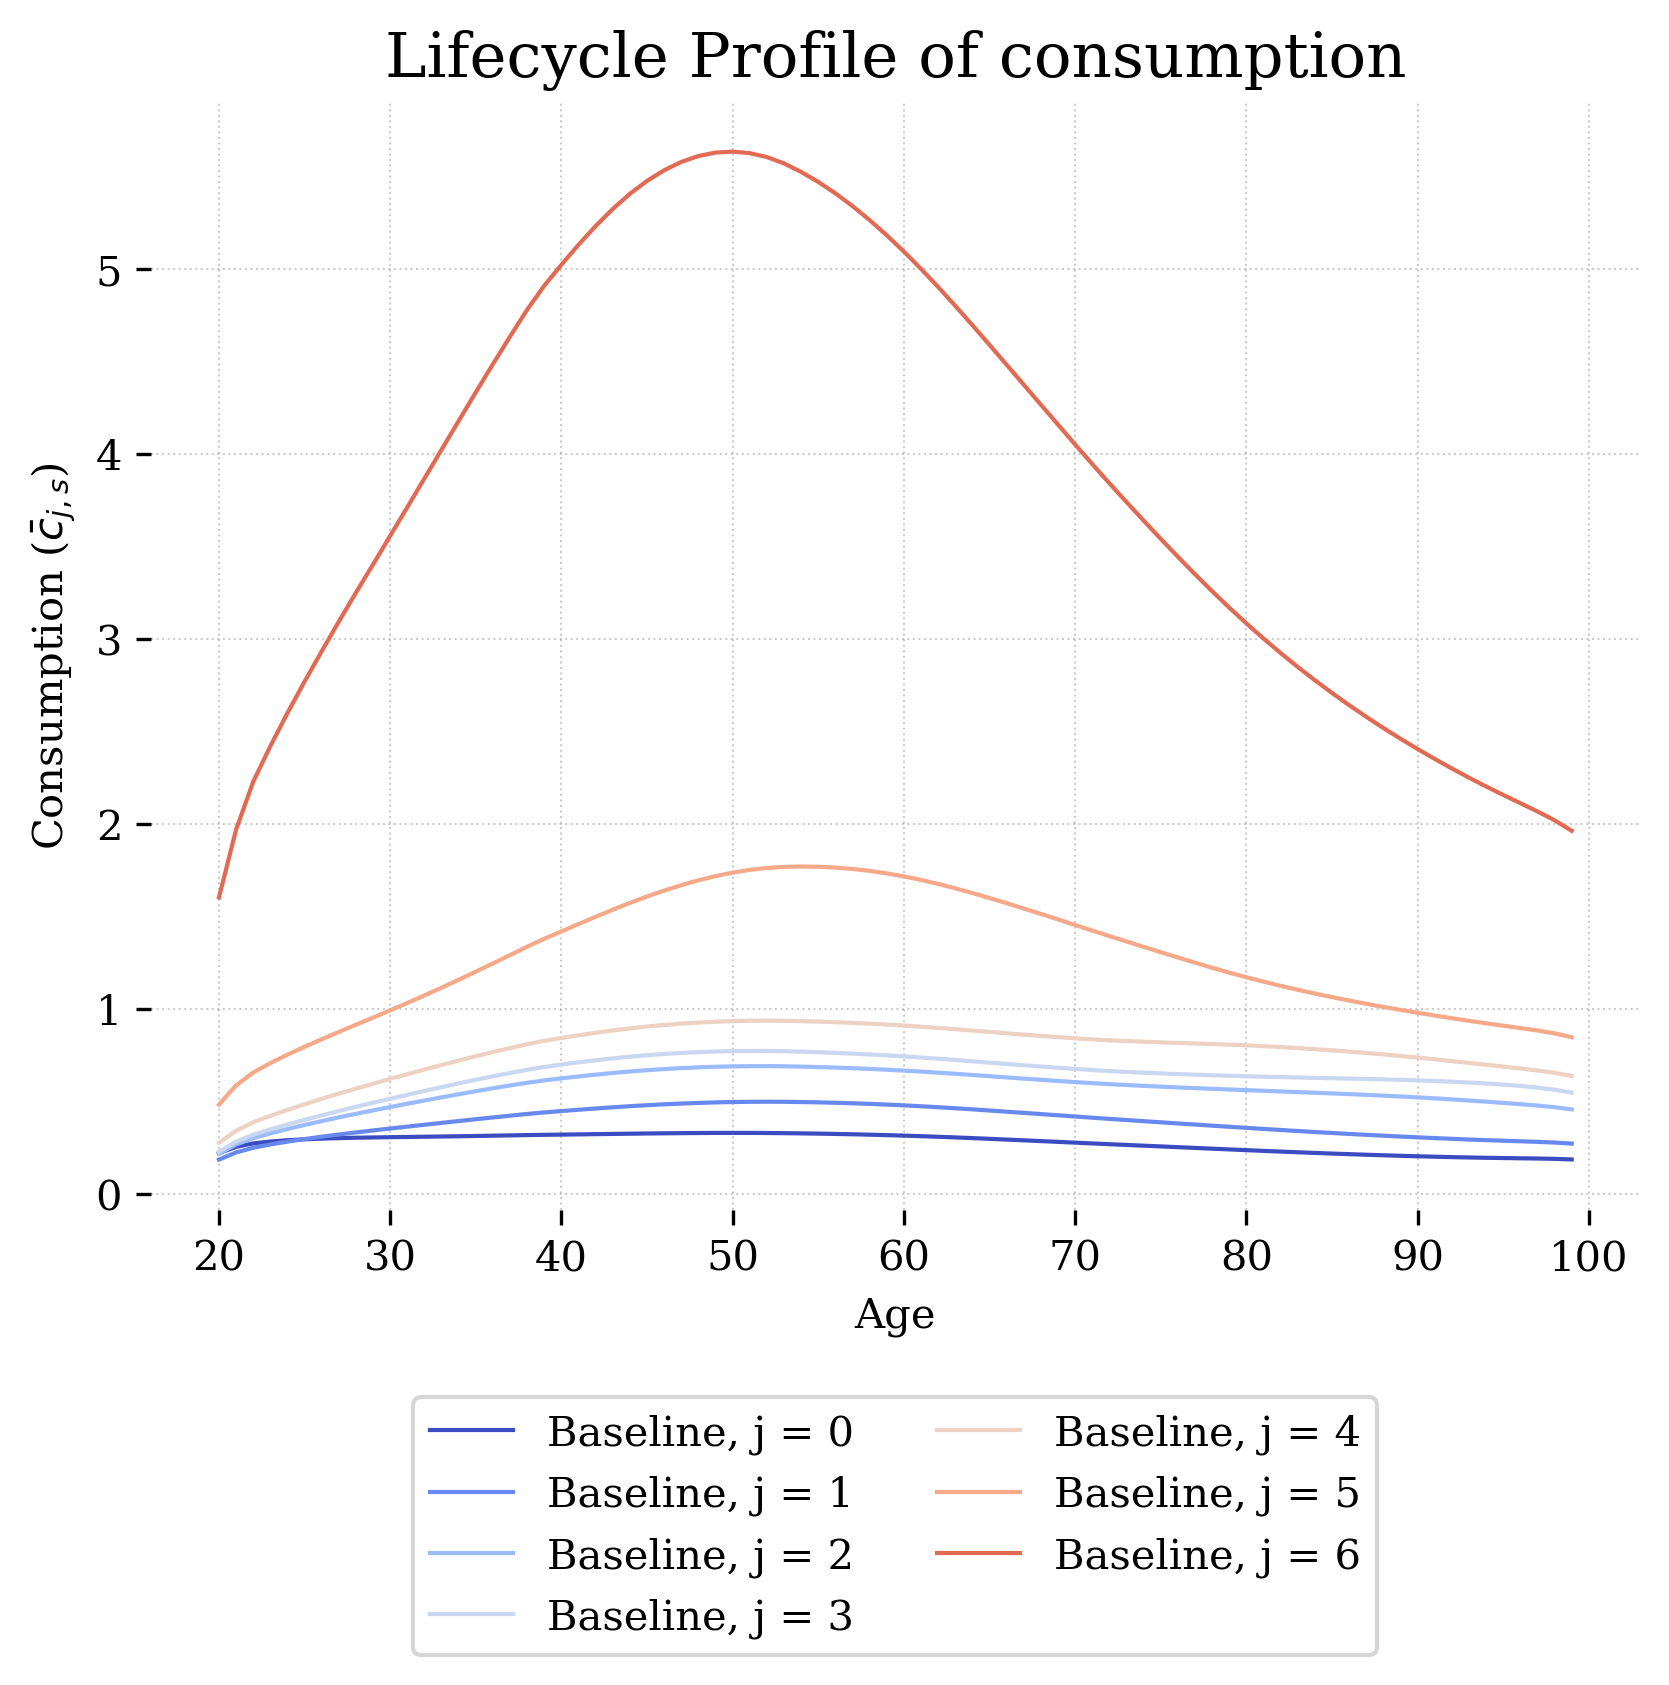 Lifecycle Profile of consumption
Consumption (c̄_{j,s})
5
4
3
2
1
0
20 30 40 50 60 70 80 90 100
Age
Baseline, j = 0
Baseline, j = 1
Baseline, j = 2
Baseline, j = 3
Baseline, j = 4
Baseline, j = 5
Baseline, j = 6